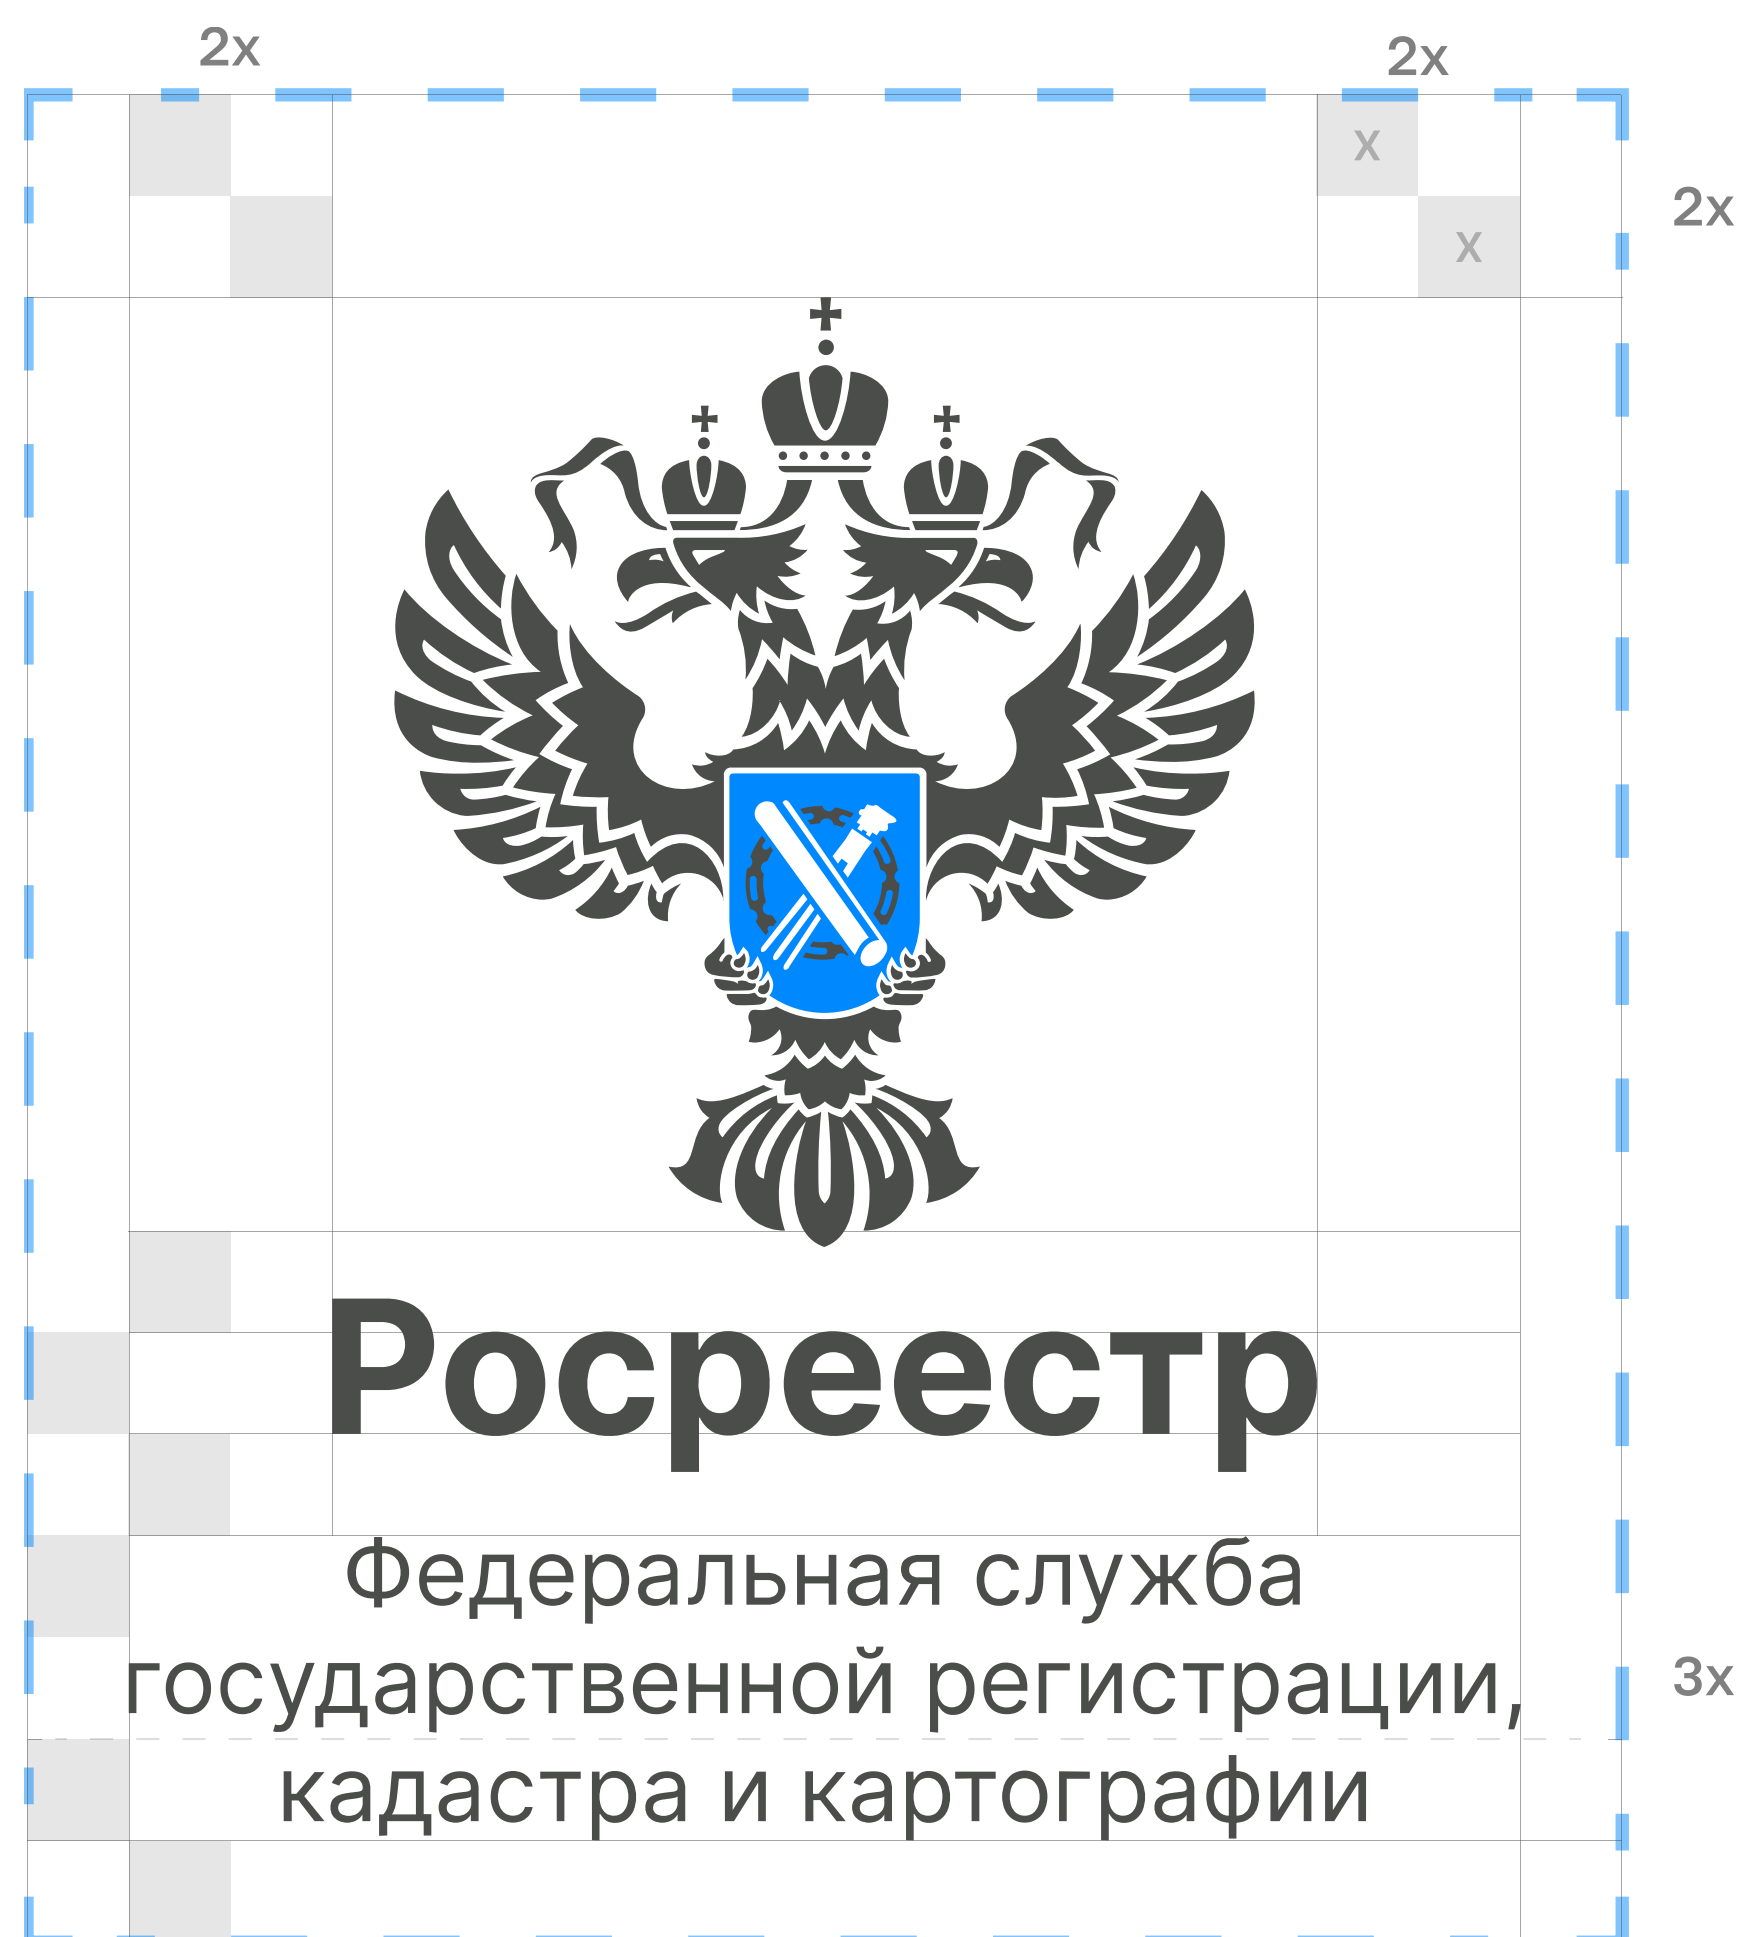 2x
2x
x
2x
x
Росреестр
Федеральная служба
государственной регистрации,
3x
кадастра и картографии